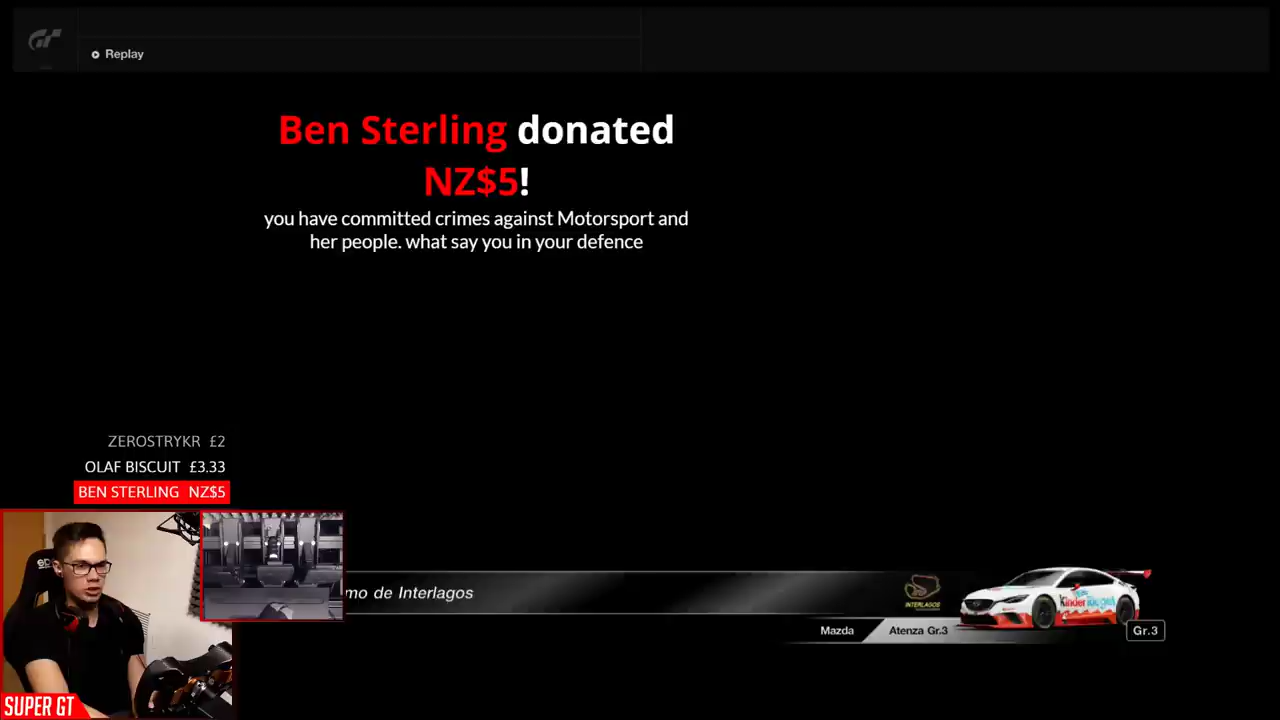 Replay
Ben Sterling donated
NZ$5!
you have committed crimes against Motorsport and
her people. what say you in your defence
ZEROSTRYKR £2
OLAF BISCUIT £3.33
BEN STERLING NZ$5
mo de Interlagos
INTERLAGOS
Mazda
Atenza Gr.3
Gr.3
SUPER GT